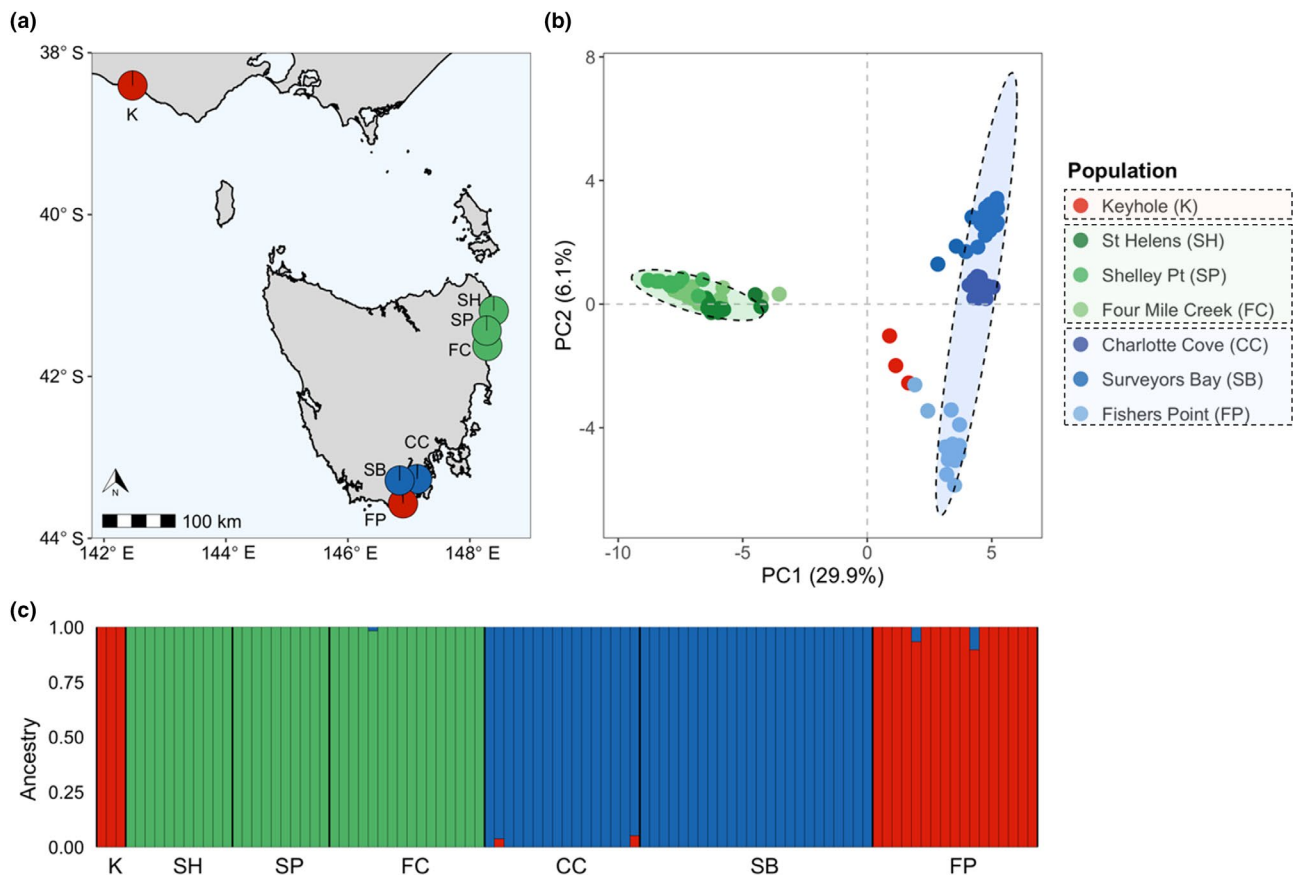 (a)
38° S
40° S
42° S
44° S
142° E 144° E 146° E 148° E
K
SH
SP
FC
CC
SB
FP
N
100 km
(b)
8
4
0
-4
-10 -5 0 5
PC2 (6.1%)
PC1 (29.9%)
Population
Keyhole (K)
St Helens (SH)
Shelley Pt (SP)
Four Mile Creek (FC)
Charlotte Cove (CC)
Surveyors Bay (SB)
Fishers Point (FP)
(c)
1.00
0.75
0.50
0.25
0.00
Ancestry
K SH SP FC CC SB FP